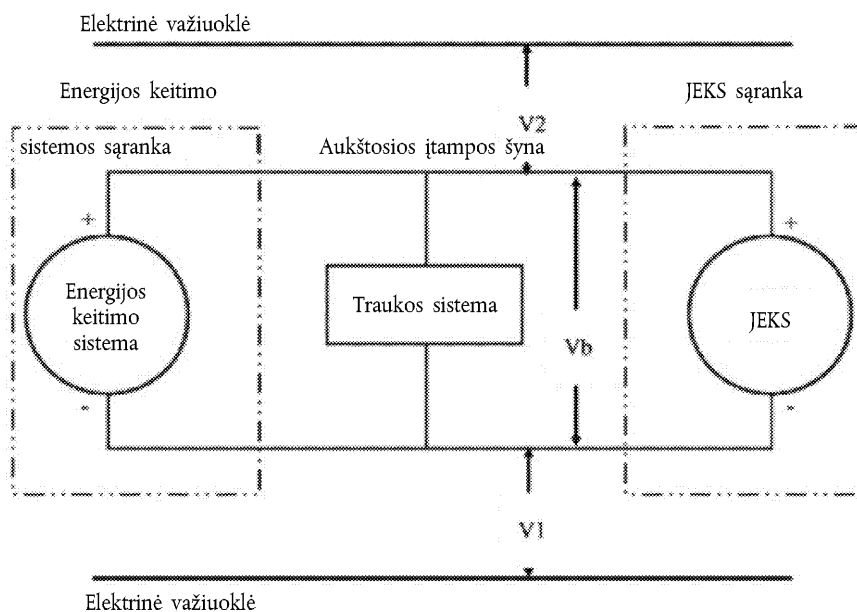 Elektrinė važiuoklė
Energijos keitimo
sistemos sąranka
V2
JEKS sąranka
Aukštosios įtampos šyna
+
+
Energijos
keitimo
sistema
Traukos sistema
Vb
JEKS
-
-
V1
Elektrinė važiuoklė